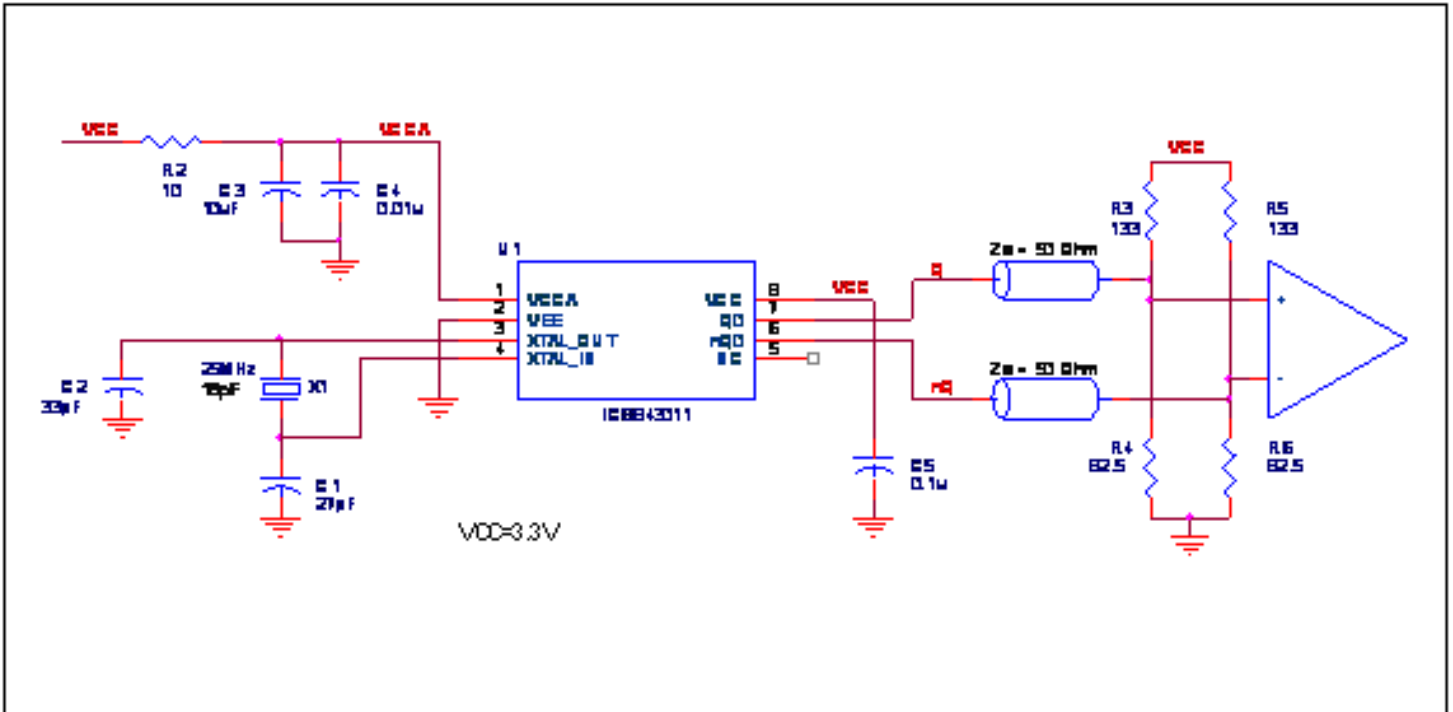 VCC
VCCA
R2
10
C3
10uF
C4
0.01u
VCC
R3
133
R5
133
U1
Zo = 50 Ohm
Q
1
2
3
4
VCCA
VEE
XTAL_OUT
XTAL_IN
VCC
Q0
nQ0
NC
8
7
6
5
VCC
+
-
C2
33pF
25MHz
18pF
X1
ICS843011
Zo = 50 Ohm
nQ
R4
82.5
R6
82.5
C1
27pF
C5
0.1u
VCC=3.3V